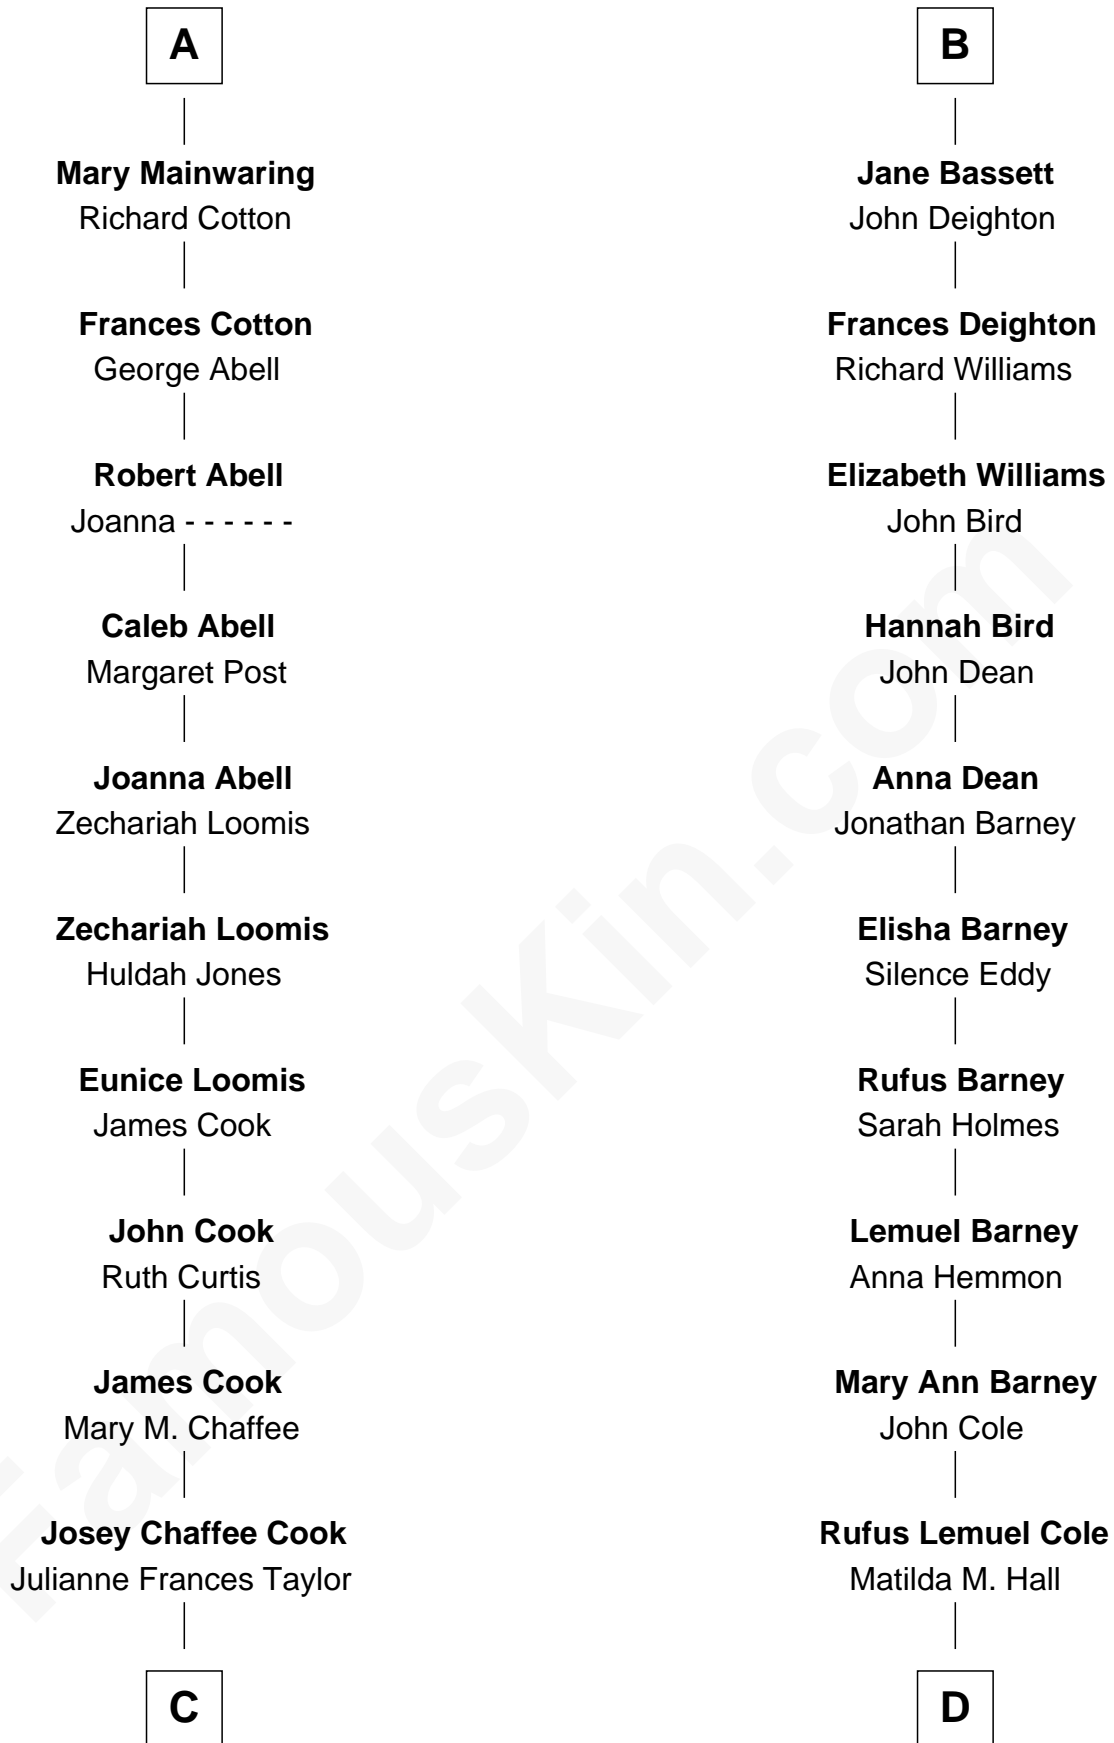 A
Mary Mainwaring
Richard Cotton
Frances Cotton
George Abell
Robert Abell
Joanna - - - - - -
Caleb Abell
Margaret Post
Joanna Abell
Zechariah Loomis
Zechariah Loomis
Huldah Jones
Eunice Loomis
James Cook
John Cook
Ruth Curtis
James Cook
Mary M. Chaffee
Josey Chaffee Cook
Julianne Frances Taylor
C
B
Jane Bassett
John Deighton
Frances Deighton
Richard Williams
Elizabeth Williams
John Bird
Hannah Bird
John Dean
Anna Dean
Jonathan Barney
Elisha Barney
Silence Eddy
Rufus Barney
Sarah Holmes
Lemuel Barney
Anna Hemmon
Mary Ann Barney
John Cole
Rufus Lemuel Cole
Matilda M. Hall
D
FamousKin.com